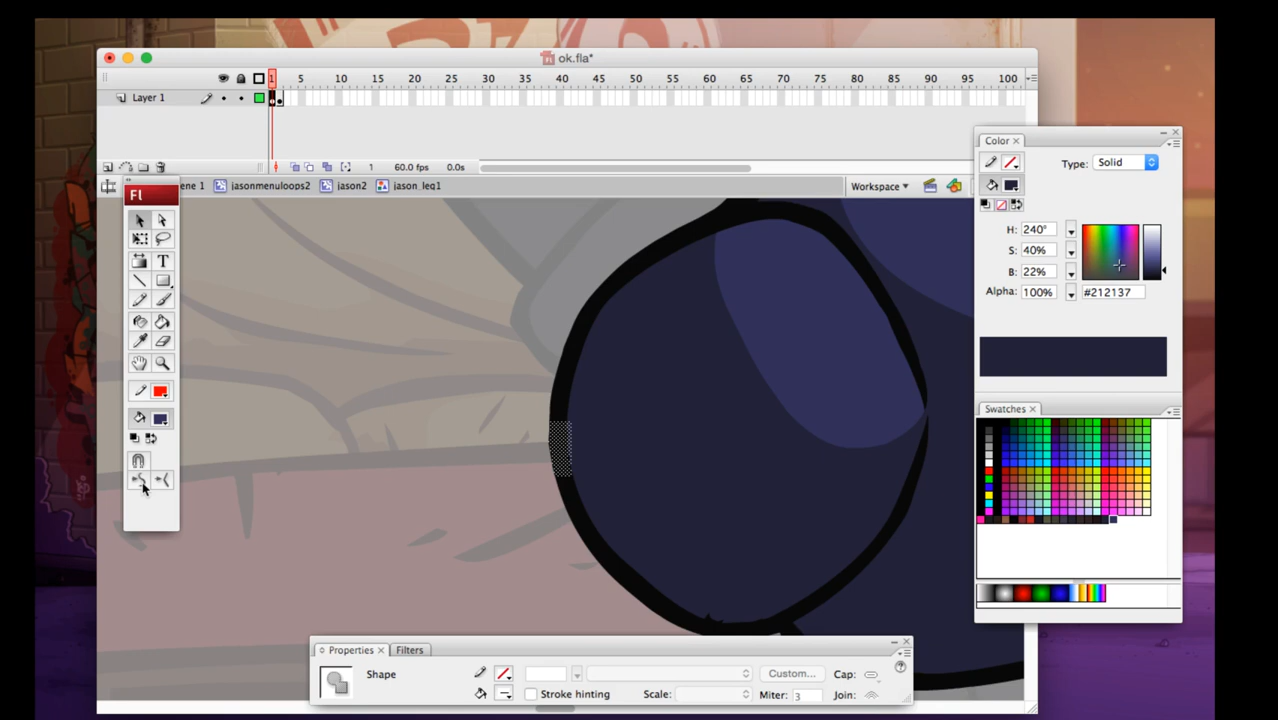 ok.fla*
1 5 10 15 20 25 30 35 40 45 50 55 60 65 70 75 80 85 90 95 100
Layer 1
1 60.0 fps 0.0s
Fl
ene 1 jasonmenuloops2 jason2 jason_leg1 Workspace
T
Color
Type: Solid
H: 240°
S: 40%
B: 22%
Alpha: 100% #212137
Swatches
Properties Filters
Shape Custom... Cap:
Stroke hinting Scale: Miter: 3 Join: